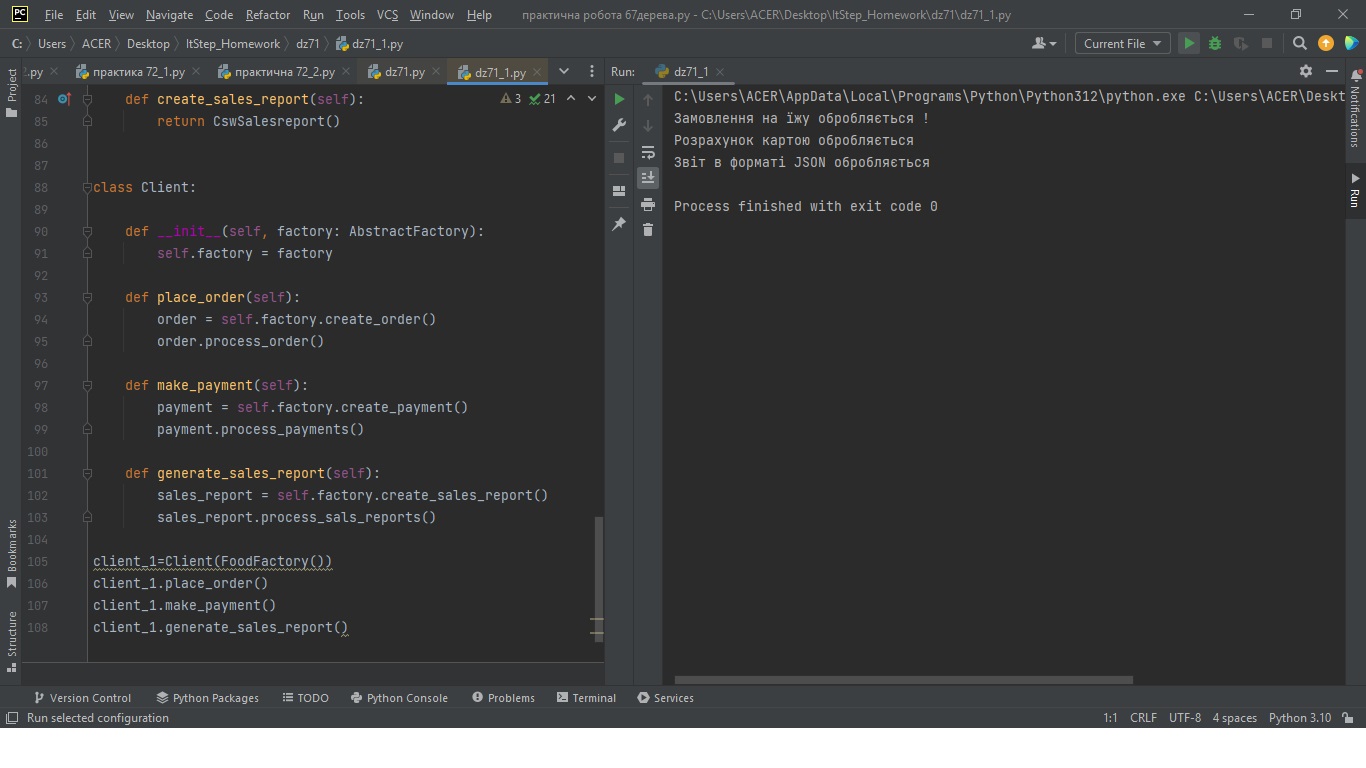 PC File Edit View Navigate Code Refactor Run Tools VCS Window Help практична робота 67дерева.py - C:\Users\ACER\Desktop\ItStep_Homework\dz71\dz71_1.py
C: Users ACER Desktop ItStep_Homework dz71 dz71_1.py Current File
.py практика 72_1.py практична 72_2.py dz71.py dz71_1.py Run: dz71_1
Project
Bookmarks
Structure
84 def create_sales_report(self): 3 21
85 return CswSalesreport()
86
87
88 class Client:
89
90 def __init__(self, factory: AbstractFactory):
91 self.factory = factory
92
93 def place_order(self):
94 order = self.factory.create_order()
95 order.process_order()
96
97 def make_payment(self):
98 payment = self.factory.create_payment()
99 payment.process_payments()
100
101 def generate_sales_report(self):
102 sales_report = self.factory.create_sales_report()
103 sales_report.process_sals_reports()
104
105 client_1=Client(FoodFactory())
106 client_1.place_order()
107 client_1.make_payment()
108 client_1.generate_sales_report()
C:\Users\ACER\AppData\Local\Programs\Python\Python312\python.exe C:\Users\ACER\Deskt
Замовлення на їжу обробляється !
Розрахунок картою обробляється
Звіт в форматі JSON обробляється
Process finished with exit code 0
Notifications
Run
Version Control Python Packages TODO Python Console Problems Terminal Services
Run selected configuration 1:1 CRLF UTF-8 4 spaces Python 3.10